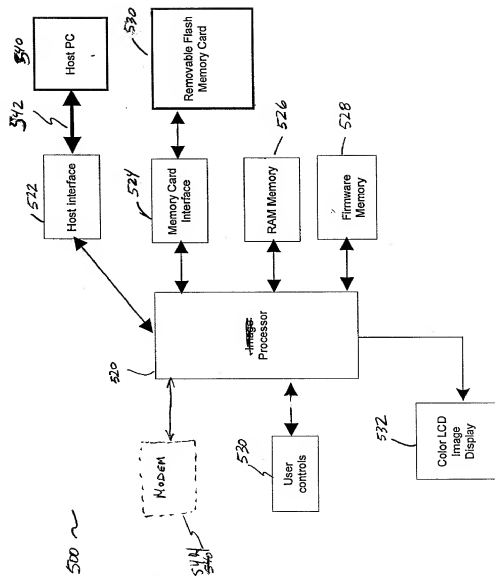 540
Host PC
542
530
Removable Flash
Memory Card
522
Host Interface
524
Memory Card
Interface
526
RAM Memory
528
Firmware
Memory
520
Image
Processor
MODEM
544
530
User
controls
532
Color LCD
Image
Display
500